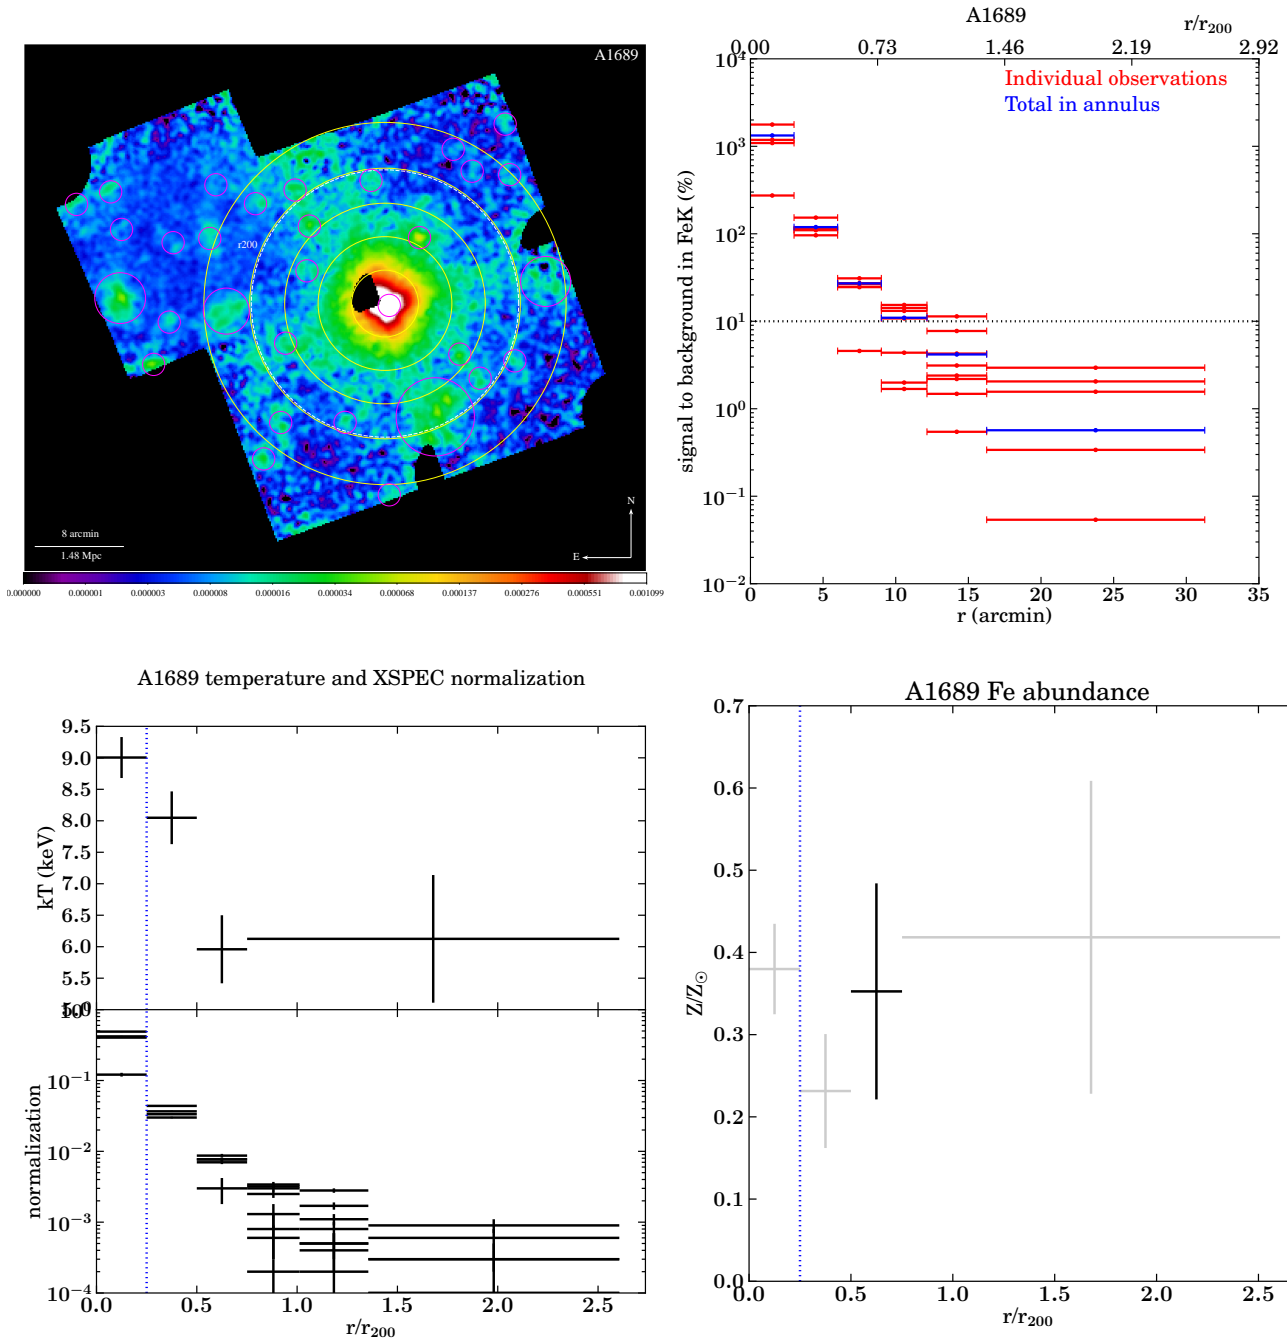 A1689
r200
8 arcmin
1.48 Mpc
N
E
0.000000 0.000001 0.000003 0.000008 0.000016 0.000034 0.000068 0.000137 0.000276 0.000551 0.001099
A1689
r/r200
0.00 0.73 1.46 2.19 2.92
Individual observations
Total in annulus
signal to background in FeK (%)
10^4
10^3
10^2
10^1
10^0
10^−1
10^−2
0 5 10 15 20 25 30 35
r (arcmin)
A1689 temperature and XSPEC normalization
kT (keV)
9.5
9.0
8.5
8.0
7.5
7.0
6.5
6.0
5.5
5.0
normalization
10^0
10^−1
10^−2
10^−3
10^−4
0.0 0.5 1.0 1.5 2.0 2.5
r/r200
A1689 Fe abundance
Z/Z⊙
0.7
0.6
0.5
0.4
0.3
0.2
0.1
0.0
0.0 0.5 1.0 1.5 2.0 2.5
r/r200